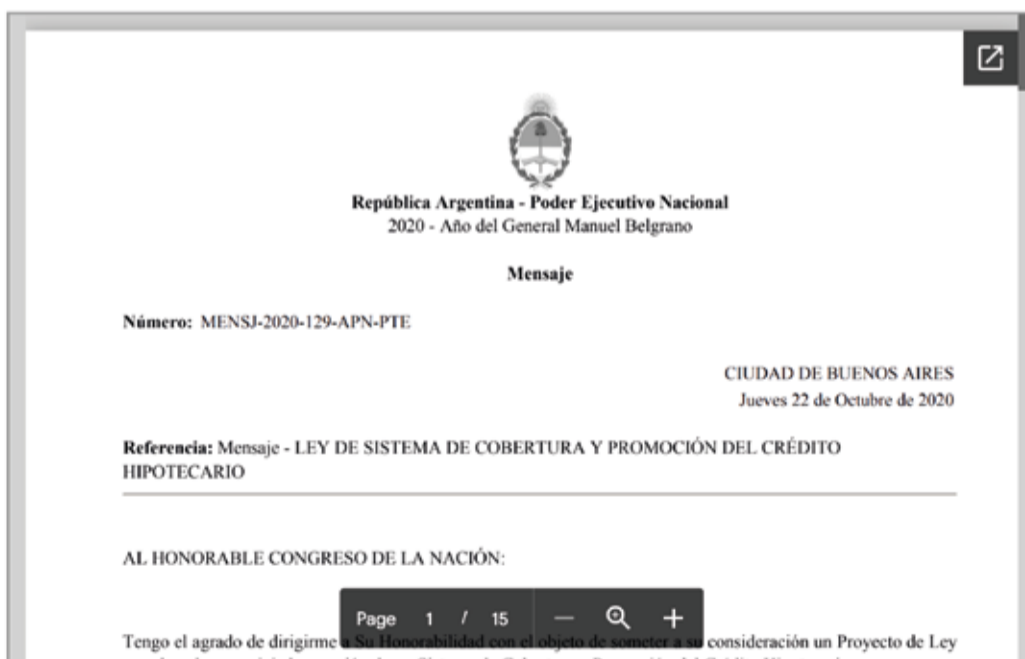 República Argentina - Poder Ejecutivo Nacional
2020 - Año del General Manuel Belgrano
Mensaje
Número: MENSJ-2020-129-APN-PTE
CIUDAD DE BUENOS AIRES
Jueves 22 de Octubre de 2020
Referencia: Mensaje - LEY DE SISTEMA DE COBERTURA Y PROMOCIÓN DEL CRÉDITO
HIPOTECARIO
AL HONORABLE CONGRESO DE LA NACIÓN:
Page 1 / 15
Tengo el agrado de dirigirme a Su Honorabilidad con el objeto de someter a su consideración un Proyecto de Ley